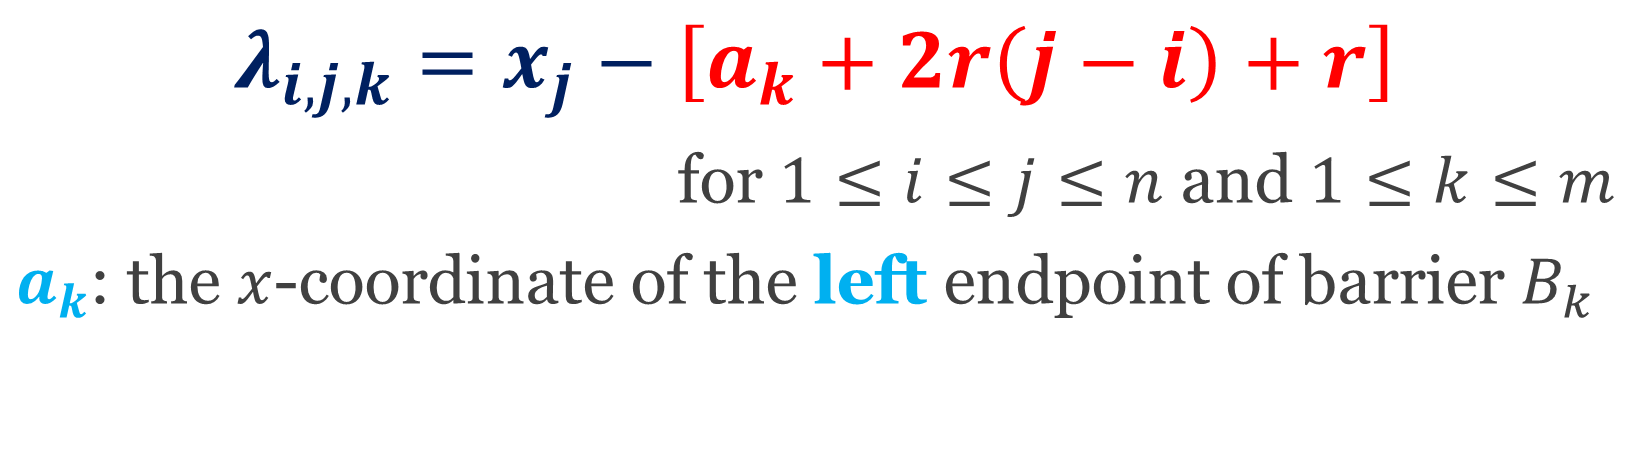 λ_{i,j,k} = x_j − [a_k + 2r(j − i) + r]
for 1 ≤ i ≤ j ≤ n and 1 ≤ k ≤ m
a_k: the x-coordinate of the left endpoint of barrier B_k